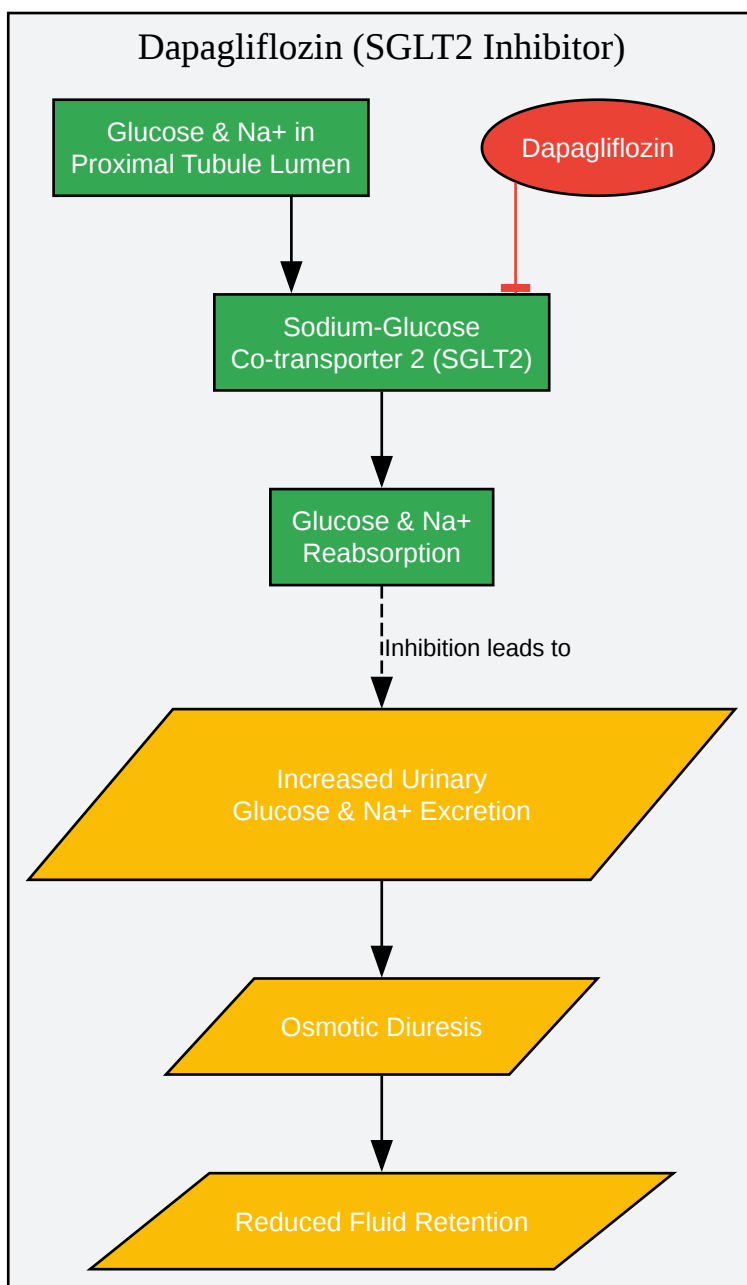 Dapagliflozin (SGLT2 Inhibitor)
Glucose & Na+ in
Proximal Tubule Lumen
Dapagliflozin
Sodium-Glucose
Co-transporter 2 (SGLT2)
Glucose & Na+
Reabsorption
Inhibition leads to
Increased Urinary
Glucose & Na+ Excretion
Osmotic Diuresis
Reduced Fluid Retention